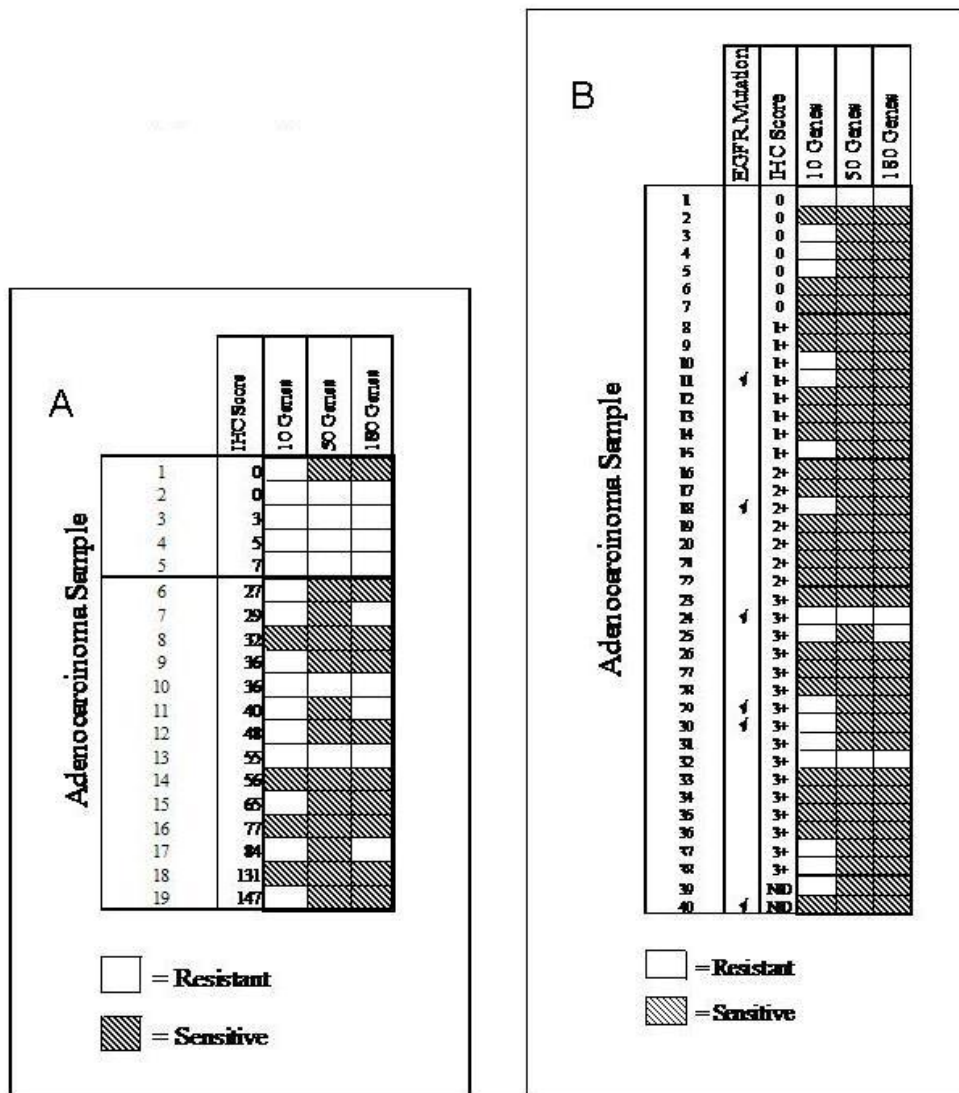 A
Adenocarcinoma Sample
IHC Score
10 Genes
50 Genes
180 Genes
1 0
2 0
3 3
4 5
5 7
6 27
7 29
8 32
9 36
10 36
11 40
12 48
13 55
14 56
15 65
16 77
17 84
18 131
19 147
= Resistant
= Sensitive
B
Adenocarcinoma Sample
EGFR Mutation
IHC Score
10 Genes
50 Genes
180 Genes
1 0
2 0
3 0
4 0
5 0
6 0
7 0
8 1+
9 1+
10 1+
11 √ 1+
12 1+
13 1+
14 1+
15 1+
16 2+
17 2+
18 √ 2+
19 2+
20 2+
21 2+
22 2+
23 3+
24 √ 3+
25 3+
26 3+
27 3+
28 3+
29 √ 3+
30 √ 3+
31 3+
32 3+
33 3+
34 3+
35 3+
36 3+
37 3+
38 3+
39 ND
40 √ ND
= Resistant
= Sensitive